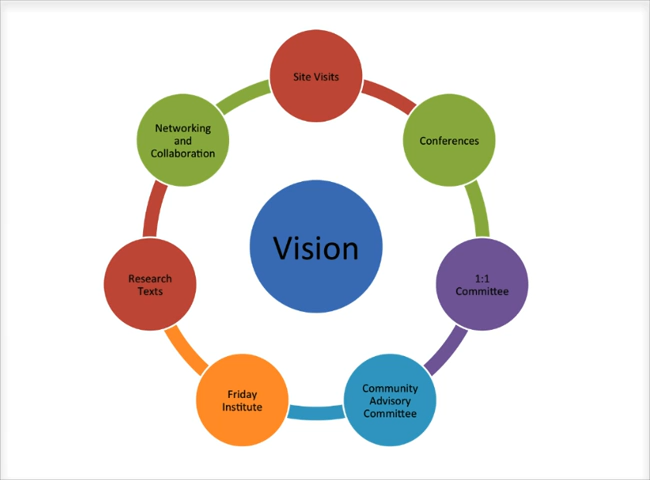 Site Visits
Networking
and
Collaboration
Conferences
Vision
Research
Texts
1:1
Committee
Friday
Institute
Community
Advisory
Committee